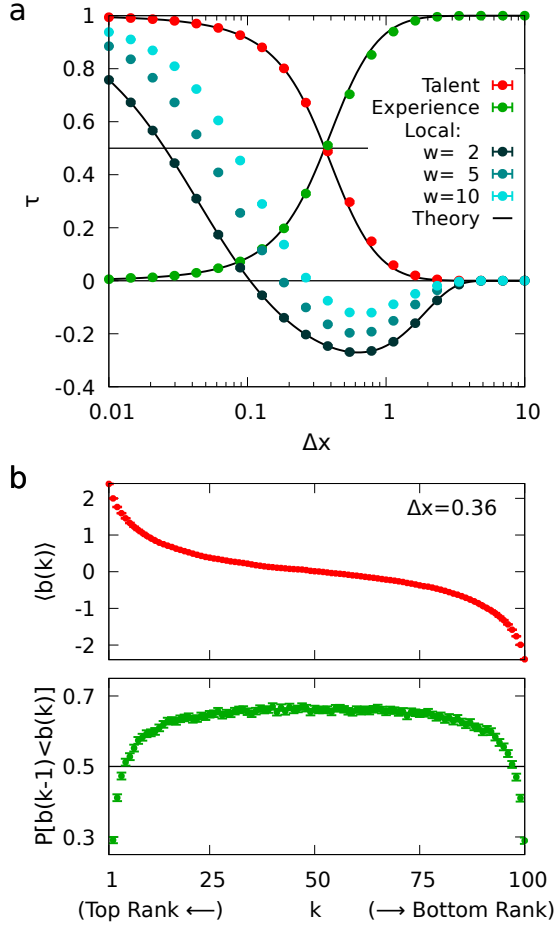 a
τ
1
0.8
0.6
0.4
0.2
0
-0.2
-0.4
Talent
Experience
Local:
w= 2
w= 5
w=10
Theory
0.01
0.1
1
10
Δx
b
⟨b(k)⟩
2
1
0
-1
-2
Δx=0.36
P[b(k-1)<b(k)]
0.7
0.5
0.3
1
25
50
75
100
(Top Rank ←)
k
(→ Bottom Rank)